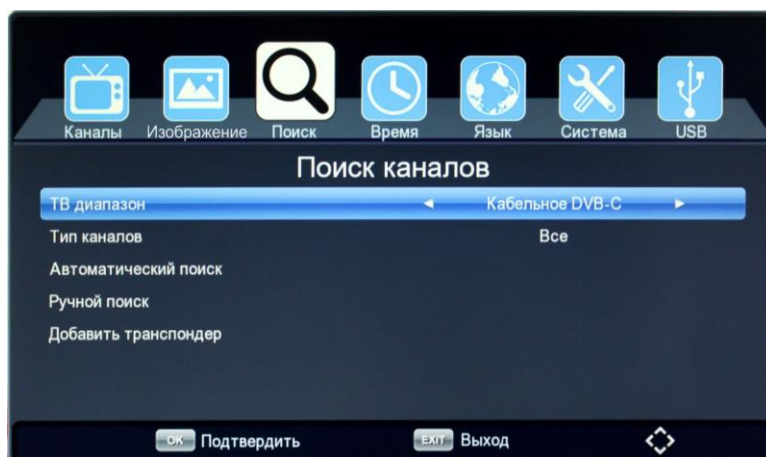 Каналы Изображение Поиск Время Язык Система USB
Поиск каналов
ТВ диапазон Кабельное DVB-C
Тип каналов Все
Автоматический поиск
Ручной поиск
Добавить транспондер
OK Подтвердить EXIT Выход